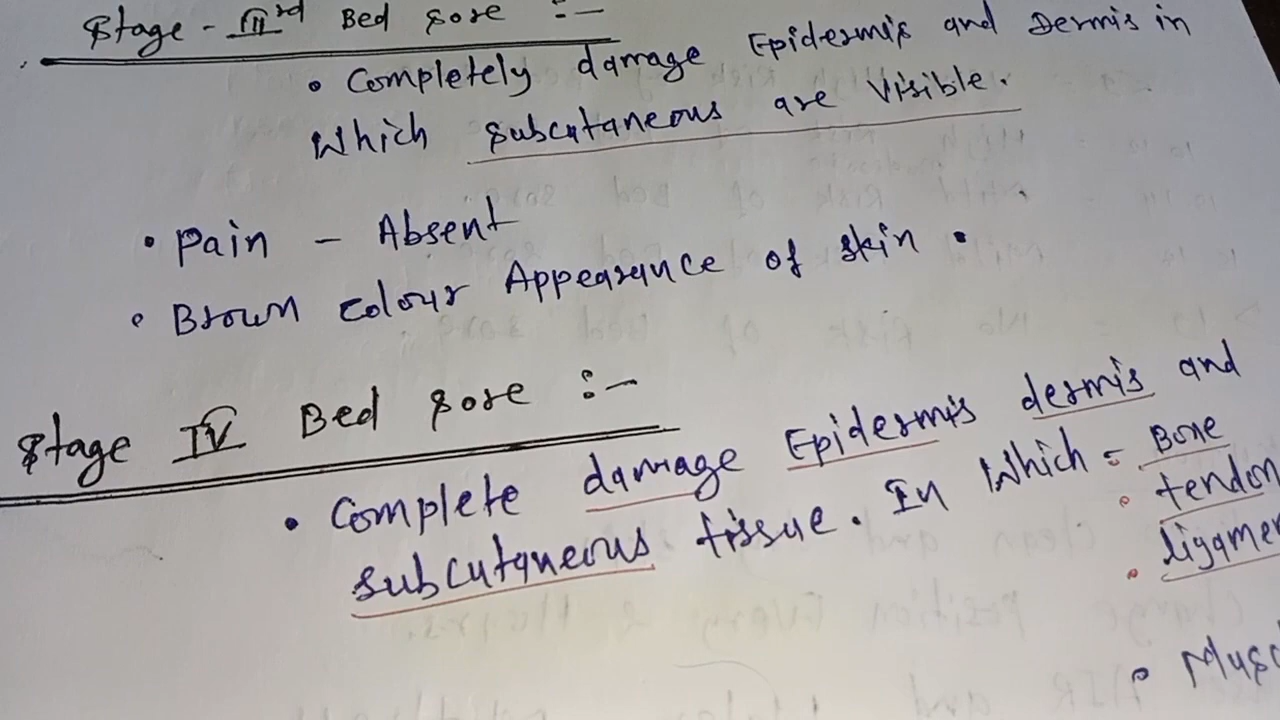 Stage - IIIrd Bed sore :-
• Completely damage Epidermis and Dermis in
Which subcutaneous are visible.
• Pain - Absent
• Brown colour Appearance of skin •
Stage IV Bed sore :-
• Complete damage Epidermis dermis and
subcutaneous tissue. In Which = Bone
• tendon
• ligamen
• Musc